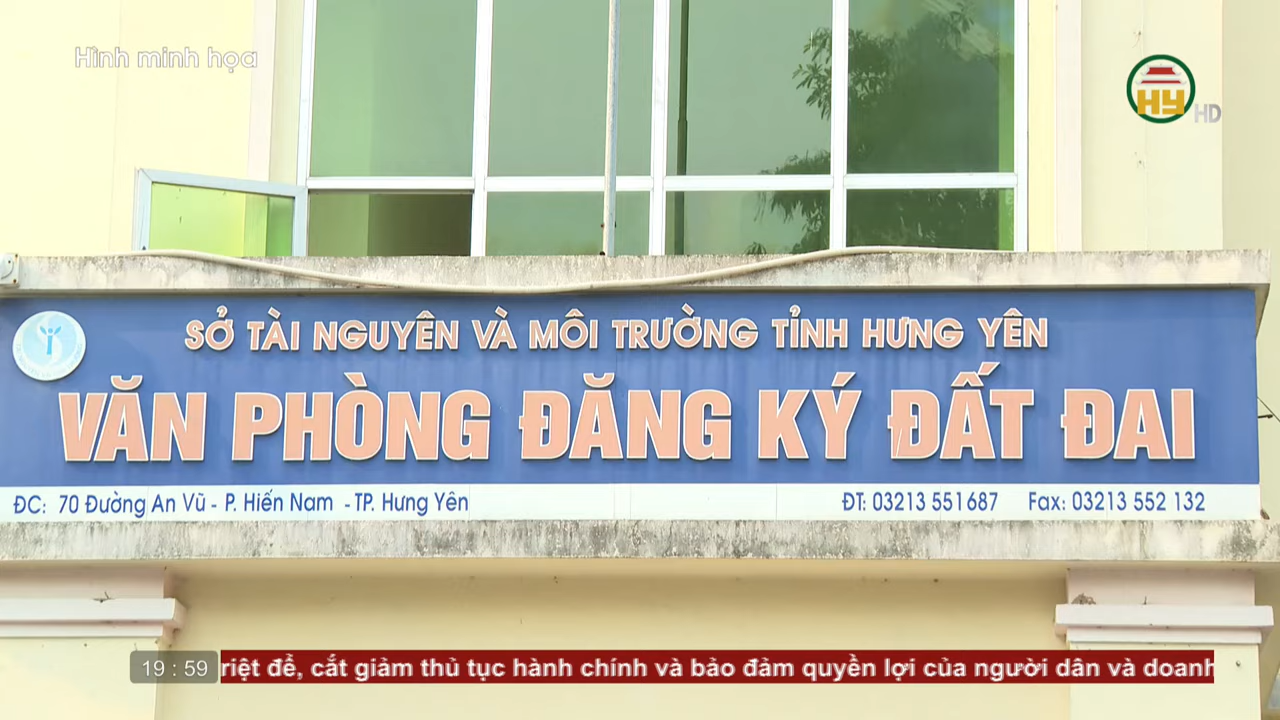 Hình minh họa
HY HD
SỞ TÀI NGUYÊN VÀ MÔI TRƯỜNG TỈNH HƯNG YÊN
VĂN PHÒNG ĐĂNG KÝ ĐẤT ĐAI
ĐC: 70 Đường An Vũ - P. Hiến Nam - TP. Hưng Yên
ĐT: 03213 551687 Fax: 03213 552 132
19 : 59 riệt để, cắt giảm thủ tục hành chính và bảo đảm quyền lợi của người dân và doanh